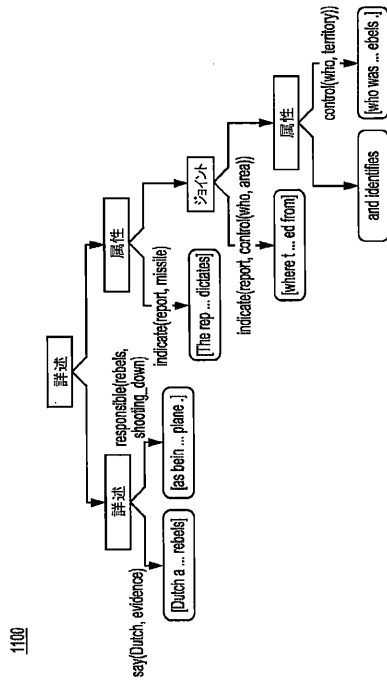 1100
詳述
詳述
属性
say(Dutch, evidence)
responsible(rebels,
shooting_down)
indicate(report, missile)
ジョイント
[Dutch a ... rebels]
[as bein ... plane .]
[The rep ... dictates]
indicate(report, control(who, area))
属性
[where t ... ed from]
control(who, territory)
and identifies
[who was ... ebels .]